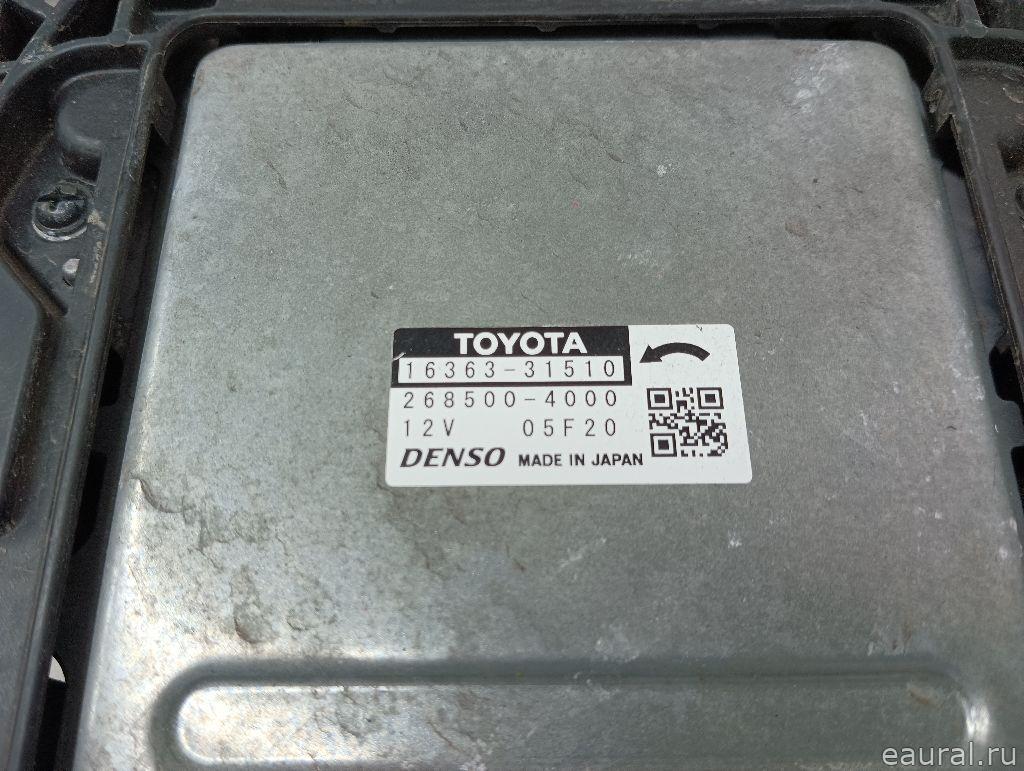 TOYOTA
16363-31510
268500-4000
12V 05F20
DENSO MADE IN JAPAN
eaural.ru